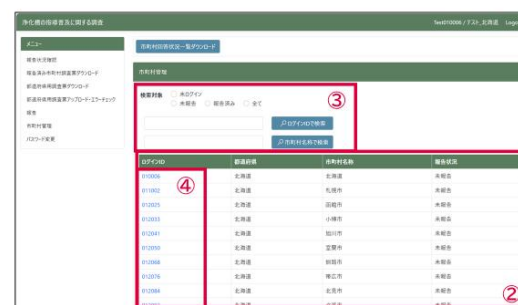 浄化槽の指導普及に関する調査
Test010006 / テスト_北海道 Logo
メニュー
報告状況確認
報告済み市町村調査票ダウンロード
都道府県用調査票ダウンロード
都道府県用調査票アップロード・エラーチェック
報告
市町村管理
パスワード変更
市町村回答状況一覧ダウンロード
市町村管理
検索対象 未ログイン
未報告 報告済み 全て
③
ログインIDで検索
市町村名称で検索
ログインID 都道府県 市町村名称 報告状況
④
010006 北海道 北海道 未報告
011002 北海道 札幌市 未報告
012025 北海道 函館市 未報告
012033 北海道 小樽市 未報告
012041 北海道 旭川市 未報告
012050 北海道 室蘭市 未報告
012068 北海道 釧路市 未報告
012076 北海道 帯広市 未報告
012084 北海道 北見市 未報告
②